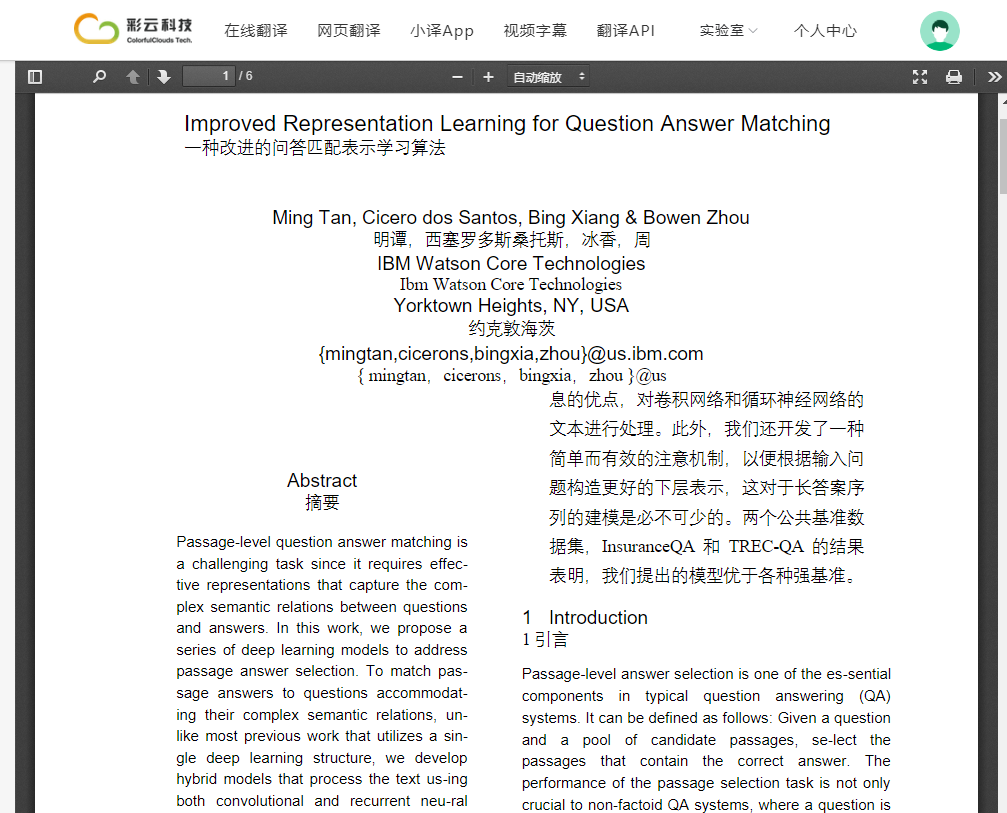 彩云科技
ColorfulClouds Tech.
在线翻译
网页翻译
小译App
视频字幕
翻译API
实验室
个人中心
1 / 6
自动缩放
Improved Representation Learning for Question Answer Matching
一种改进的问答匹配表示学习算法
Ming Tan, Cicero dos Santos, Bing Xiang & Bowen Zhou
明谭，西塞罗多斯桑托斯，冰香，周
IBM Watson Core Technologies
Ibm Watson Core Technologies
Yorktown Heights, NY, USA
约克敦海茨
{mingtan,cicerons,bingxia,zhou}@us.ibm.com
{ mingtan，cicerons，bingxia，zhou }@us
Abstract
摘要
Passage-level question answer matching is
a challenging task since it requires effec-
tive representations that capture the com-
plex semantic relations between questions
and answers. In this work, we propose a
series of deep learning models to address
passage answer selection. To match pas-
sage answers to questions accommodat-
ing their complex semantic relations, un-
like most previous work that utilizes a sin-
gle deep learning structure, we develop
hybrid models that process the text us-ing
both convolutional and recurrent neu-ral
息的优点，对卷积网络和循环神经网络的
文本进行处理。此外，我们还开发了一种
简单而有效的注意机制，以便根据输入问
题构造更好的下层表示，这对于长答案序
列的建模是必不可少的。两个公共基准数
据集，InsuranceQA 和 TREC-QA 的结果
表明，我们提出的模型优于各种强基准。
1 Introduction
1 引言
Passage-level answer selection is one of the es-sential
components in typical question answering (QA)
systems. It can be defined as follows: Given a question
and a pool of candidate passages, se-lect the
passages that contain the correct answer. The
performance of the passage selection task is not only
crucial to non-factoid QA systems, where a question is